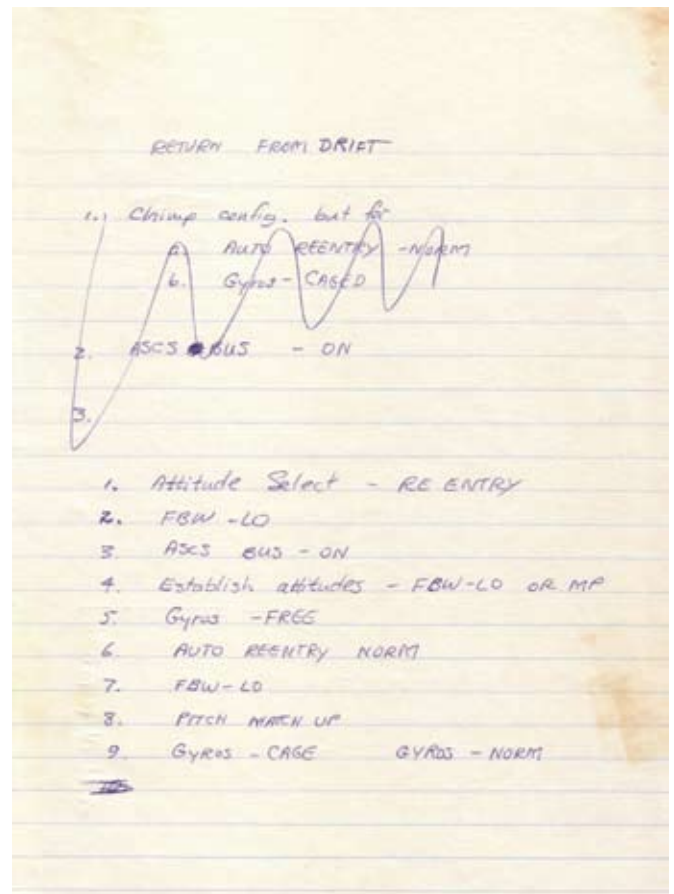 RETURN FROM DRIFT
1. Chimp config. but for
a. AUTO REENTRY - NORM
b. Gyros - CAGED
2. ASCS BUS - ON
3.
1. Attitude Select - RE ENTRY
2. FBW - LO
3. ASCS BUS - ON
4. Establish attitudes - FBW-LO OR MP
5. Gyros - FREE
6. AUTO REENTRY NORM
7. FBW - LO
8. PITCH MATCH UP
9. GYROS - CAGE GYROS - NORM